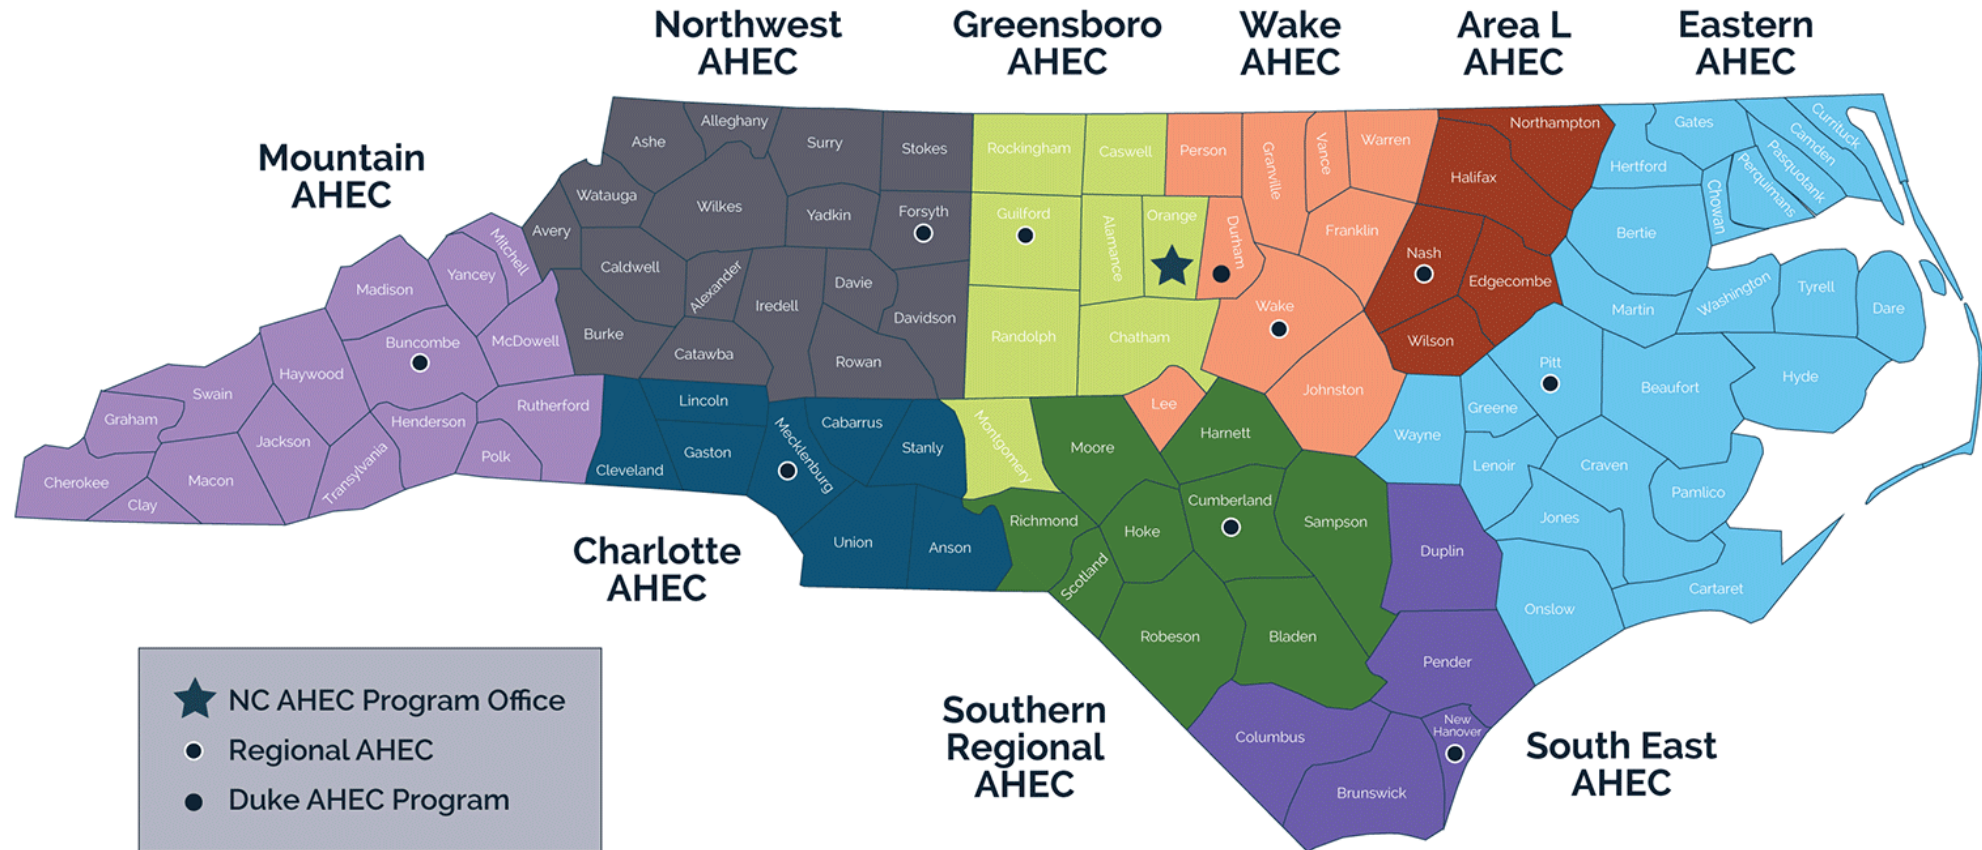 Northwest
AHEC
Greensboro
AHEC
Wake
AHEC
Area L
AHEC
Eastern
AHEC
Mountain
AHEC
Charlotte
AHEC
Southern
Regional
AHEC
South East
AHEC
Cherokee
Graham
Clay
Swain
Macon
Jackson
Haywood
Transylvania
Madison
Buncombe
Henderson
Yancey
Mitchell
McDowell
Polk
Rutherford
Ashe
Alleghany
Surry
Stokes
Watauga
Wilkes
Yadkin
Forsyth
Avery
Caldwell
Alexander
Iredell
Davie
Davidson
Burke
Catawba
Rowan
Cleveland
Lincoln
Gaston
Mecklenburg
Cabarrus
Stanly
Union
Anson
Rockingham
Caswell
Guilford
Alamance
Orange
Randolph
Chatham
Montgomery
Person
Granville
Vance
Warren
Durham
Franklin
Wake
Johnston
Lee
Northampton
Halifax
Nash
Edgecombe
Wilson
Moore
Harnett
Richmond
Hoke
Cumberland
Sampson
Scotland
Robeson
Bladen
Duplin
Pender
New
Hanover
Columbus
Brunswick
Gates
Currituck
Camden
Pasquotank
Perquimans
Chowan
Hertford
Bertie
Martin
Washington
Tyrell
Dare
Pitt
Beaufort
Hyde
Greene
Wayne
Lenoir
Craven
Pamlico
Jones
Onslow
Cartaret
NC AHEC Program Office
Regional AHEC
Duke AHEC Program